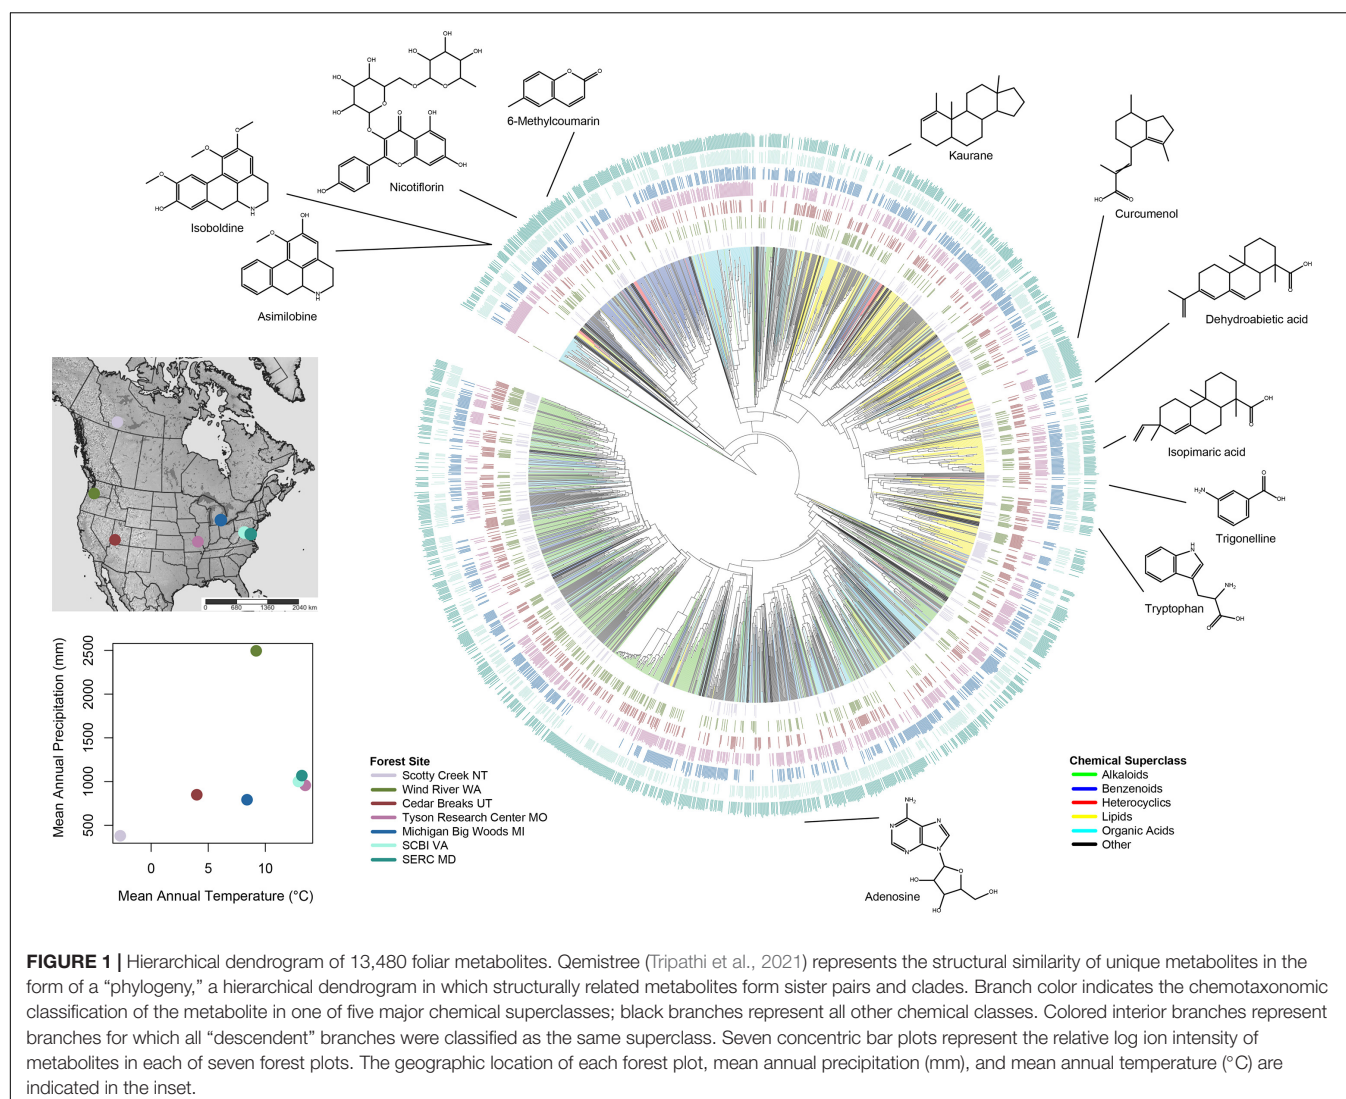 6-Methylcoumarin
Nicotiflorin
Isoboldine
Asimilobine
Kaurane
Curcumenol
Dehydroabietic acid
Isopimaric acid
Trigonelline
Tryptophan
Adenosine
0 680 1360 2040 km
Mean Annual Precipitation (mm)
2500
2000
1500
1000
500
0 5 10
Mean Annual Temperature (°C)
Forest Site
Scotty Creek NT
Wind River WA
Cedar Breaks UT
Tyson Research Center MO
Michigan Big Woods MI
SCBI VA
SERC MD
Chemical Superclass
Alkaloids
Benzenoids
Heterocyclics
Lipids
Organic Acids
Other
FIGURE 1 | Hierarchical dendrogram of 13,480 foliar metabolites. Qemistree (Tripathi et al., 2021) represents the structural similarity of unique metabolites in the
form of a “phylogeny,” a hierarchical dendrogram in which structurally related metabolites form sister pairs and clades. Branch color indicates the chemotaxonomic
classification of the metabolite in one of five major chemical superclasses; black branches represent all other chemical classes. Colored interior branches represent
branches for which all “descendent” branches were classified as the same superclass. Seven concentric bar plots represent the relative log ion intensity of
metabolites in each of seven forest plots. The geographic location of each forest plot, mean annual precipitation (mm), and mean annual temperature (°C) are
indicated in the inset.